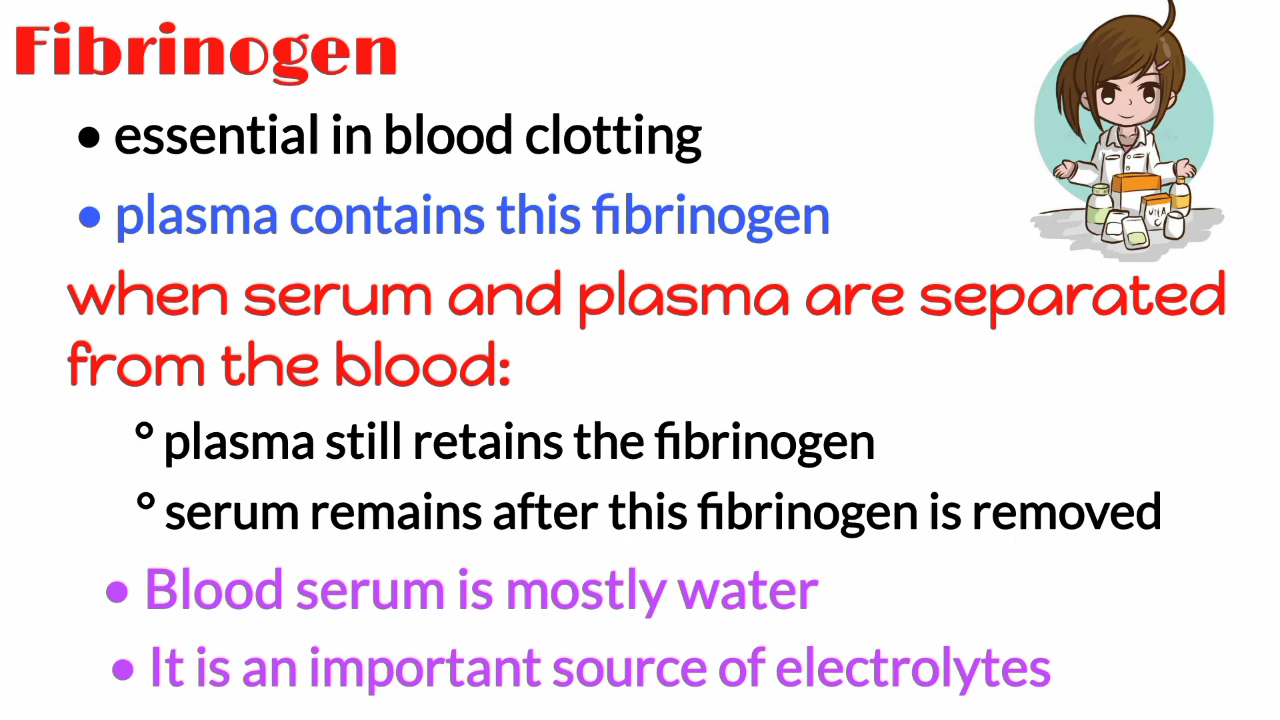 Fibrinogen
• essential in blood clotting
• plasma contains this fibrinogen
when serum and plasma are separated
from the blood:
° plasma still retains the fibrinogen
° serum remains after this fibrinogen is removed
• Blood serum is mostly water
• It is an important source of electrolytes
VITA
C